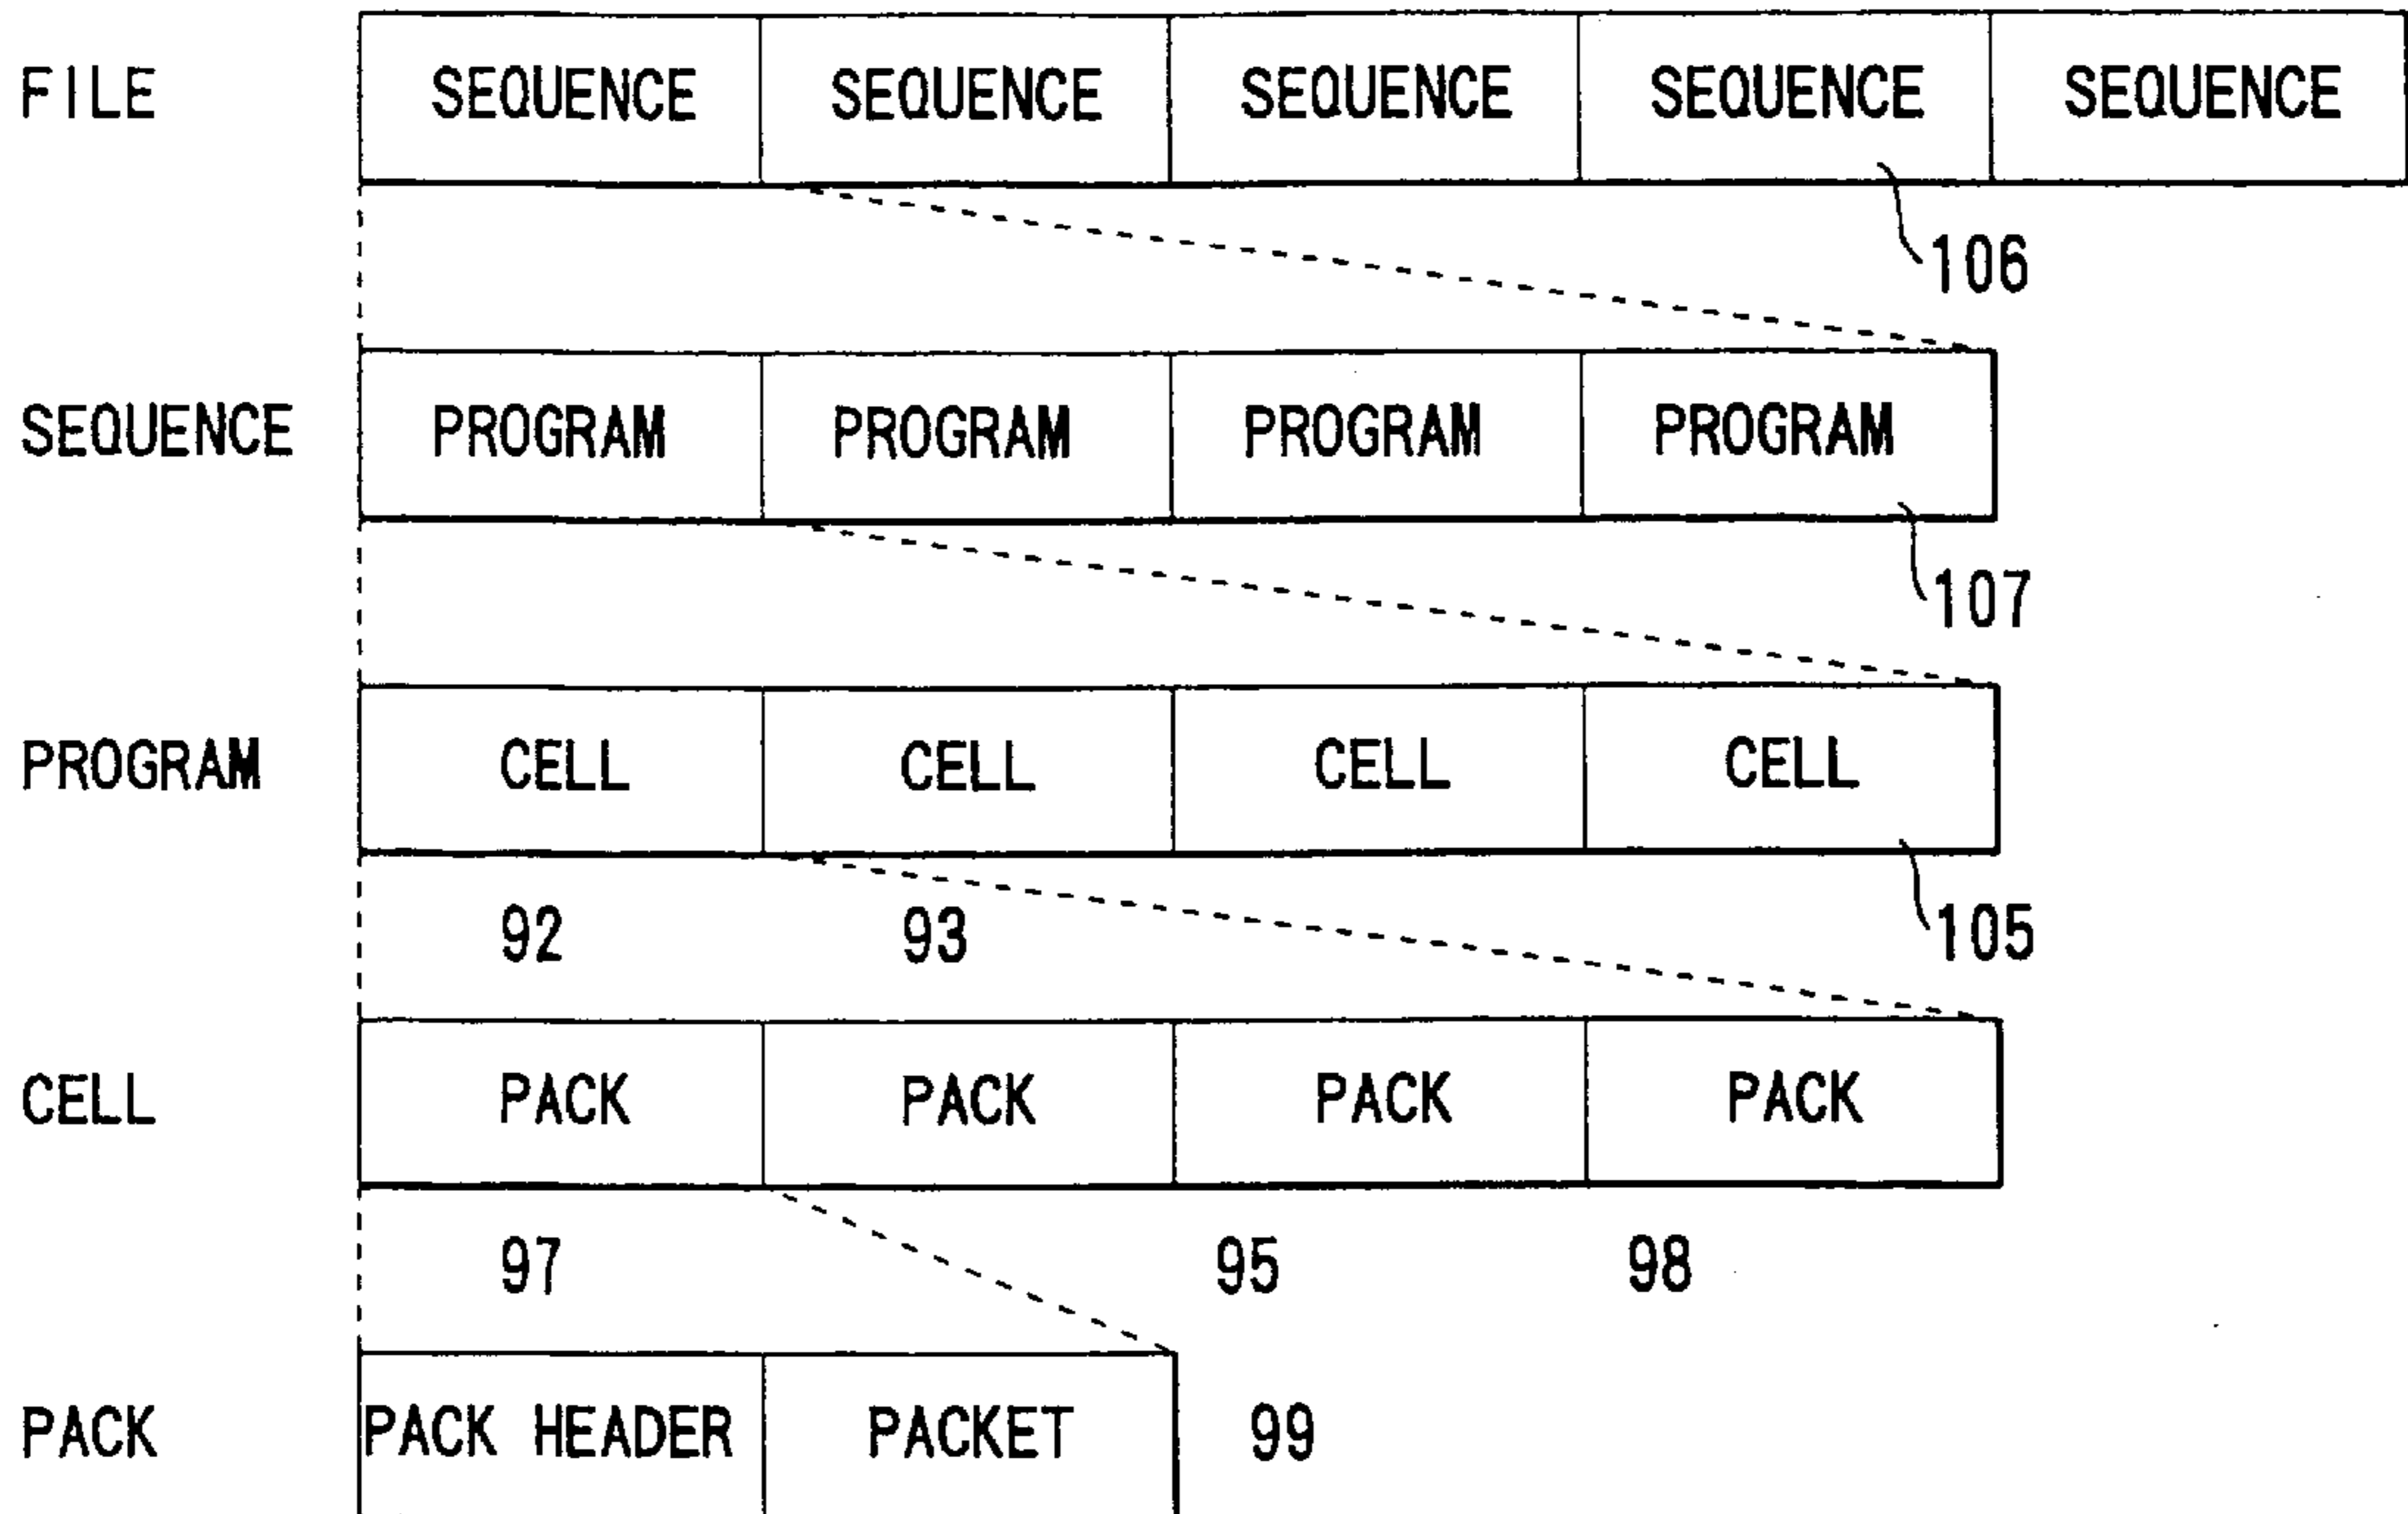 FILE SEQUENCE SEQUENCE SEQUENCE SEQUENCE SEQUENCE
106
SEQUENCE PROGRAM PROGRAM PROGRAM PROGRAM
107
PROGRAM CELL CELL CELL CELL
92 93 105
CELL PACK PACK PACK PACK
97 95 98
PACK PACK HEADER PACKET 99